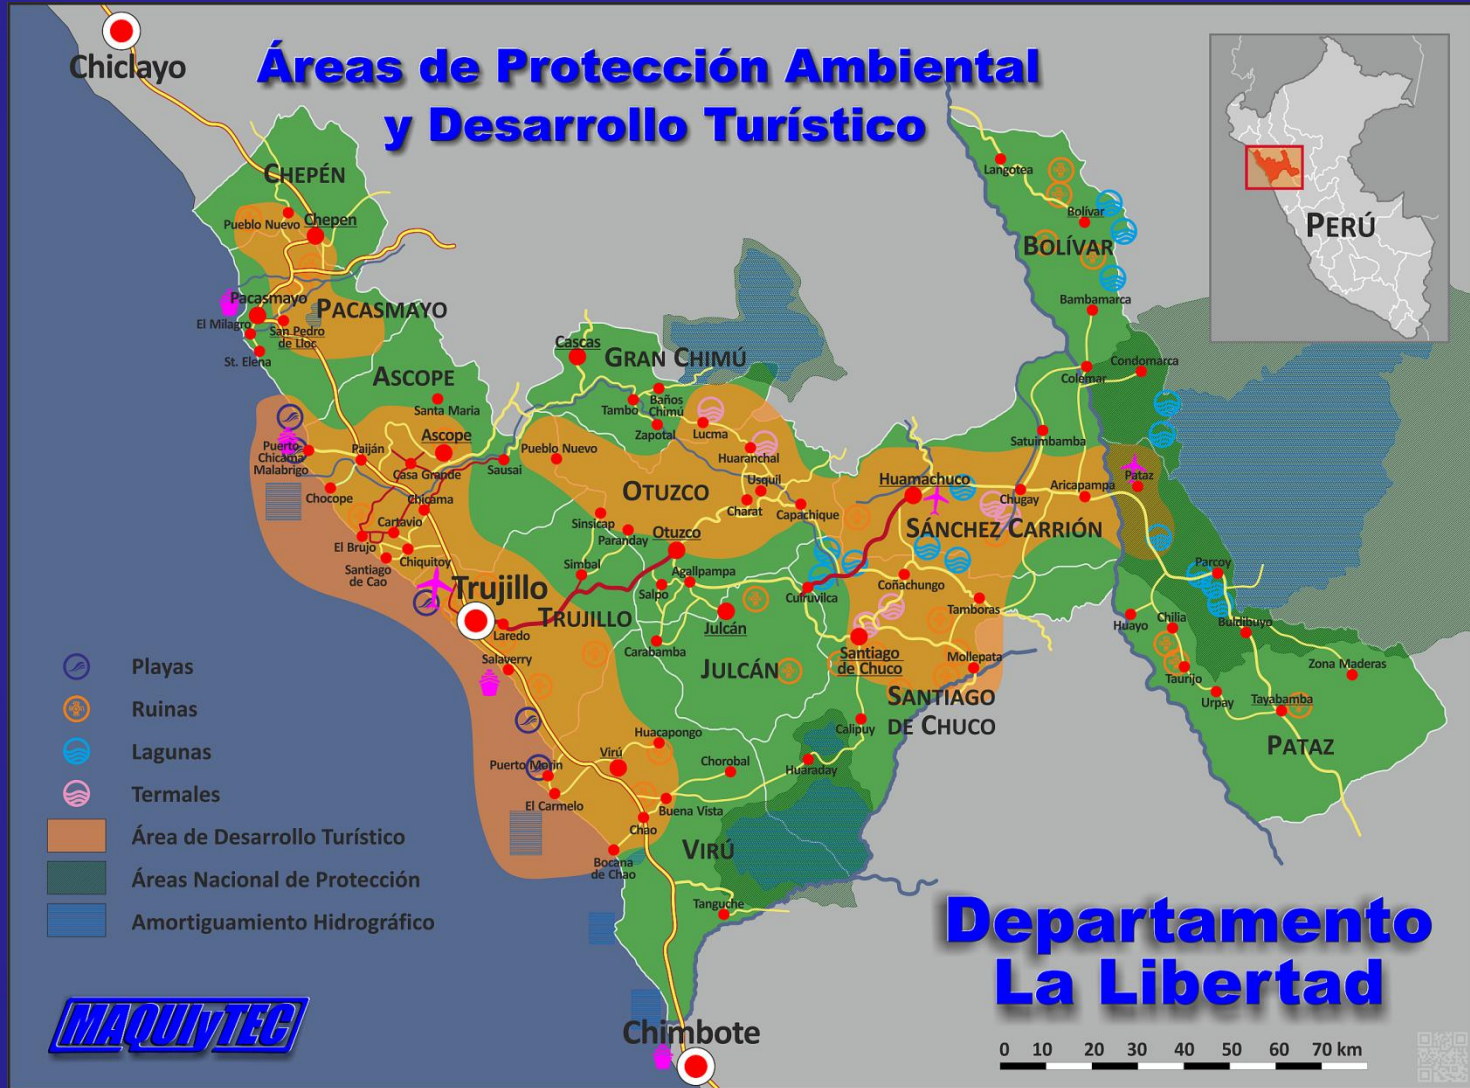 Chiclayo
Áreas de Protección Ambiental
y Desarrollo Turístico
PERÚ
CHEPÉN
Pueblo Nuevo
Chepen
Pacasmayo
PACASMAYO
El Milagro
San Pedro
de Lloc
St. Elena
ASCOPE
Santa Maria
Ascope
Puerto
Chicama
Malabrigo
Paiján
Casa Grande
Sausai
Chocope
Chicama
Cartavio
El Brujo
Chiquitoy
Santiago
de Cao
Cascas
GRAN CHIMÚ
Tambo
Baños
Chimú
Zapotal
Lucma
Huaranchal
Pueblo Nuevo
OTUZCO
Usquil
Charat
Capachique
Sinsicap
Paranday
Otuzco
Simbal
Agallpampa
Salpo
Trujillo
TRUJILLO
Laredo
Salaverry
Carabamba
Julcán
JULCÁN
Langotea
Bolívar
BOLÍVAR
Bambamarca
Condomarca
Colemar
Satuimbamba
Huamachuco
Chugay
Aricapampa
Pataz
SÁNCHEZ CARRIÓN
Coñachungo
Cuiruvilca
Tamboras
Santiago
de Chuco
Mollepata
SANTIAGO
DE CHUCO
Calipuy
Parcoy
Huayo
Chilia
Buldibuyo
Taurijo
Zona Maderas
Urpay
Tayabamba
PATAZ
Huacapongo
Virú
Puerto Morin
Chorobal
Huaraday
El Carmelo
Buena Vista
Chao
VIRÚ
Bocana
de Chao
Tanguche
Chimbote
Playas
Ruinas
Lagunas
Termales
Área de Desarrollo Turístico
Áreas Nacional de Protección
Amortiguamiento Hidrográfico
MAQUIyTEC
Departamento
La Libertad
0 10 20 30 40 50 60 70 km